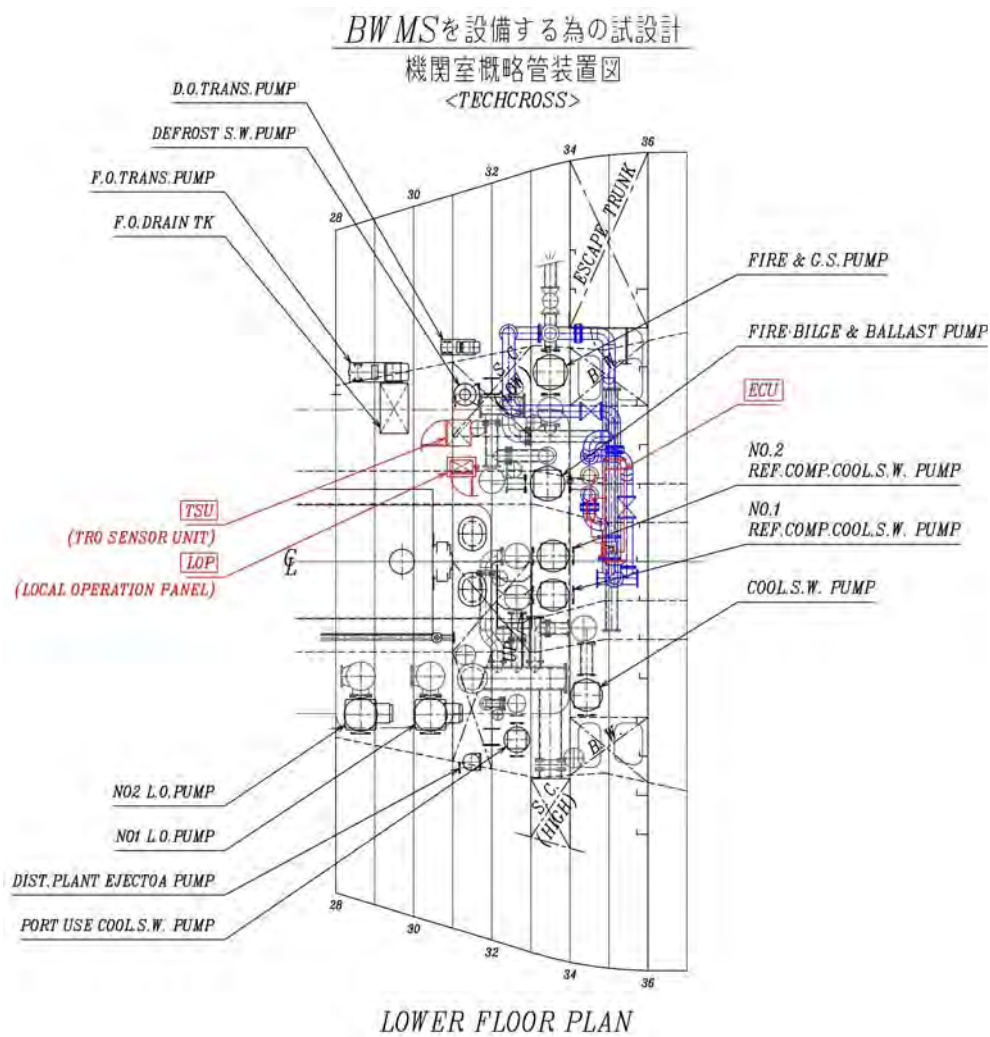 BWMSを設備する為の試設計
機関室概略管装置図
<TECHCROSS>
D.O.TRANS.PUMP
DEFROST S.W.PUMP
F.O.TRANS.PUMP
F.O.DRAIN TK
28
30
32
34
36
ESCAPE TRUNK
FIRE & G.S.PUMP
FIRE BILGE & BALLAST PUMP
ECU
S.C.
(LOW)
B.W.
NO.2
REF.COMP.COOL.S.W. PUMP
NO.1
REF.COMP.COOL.S.W. PUMP
COOL.S.W. PUMP
TSU
(TRO SENSOR UNIT)
LOP
(LOCAL OPERATION PANEL)
CL
UP
B.W.
S.C.
(HIGH)
NO2 L.O.PUMP
NO1 L.O.PUMP
DIST.PLANT EJECTOA PUMP
PORT USE COOL.S.W. PUMP
28
30
32
34
36
LOWER FLOOR PLAN